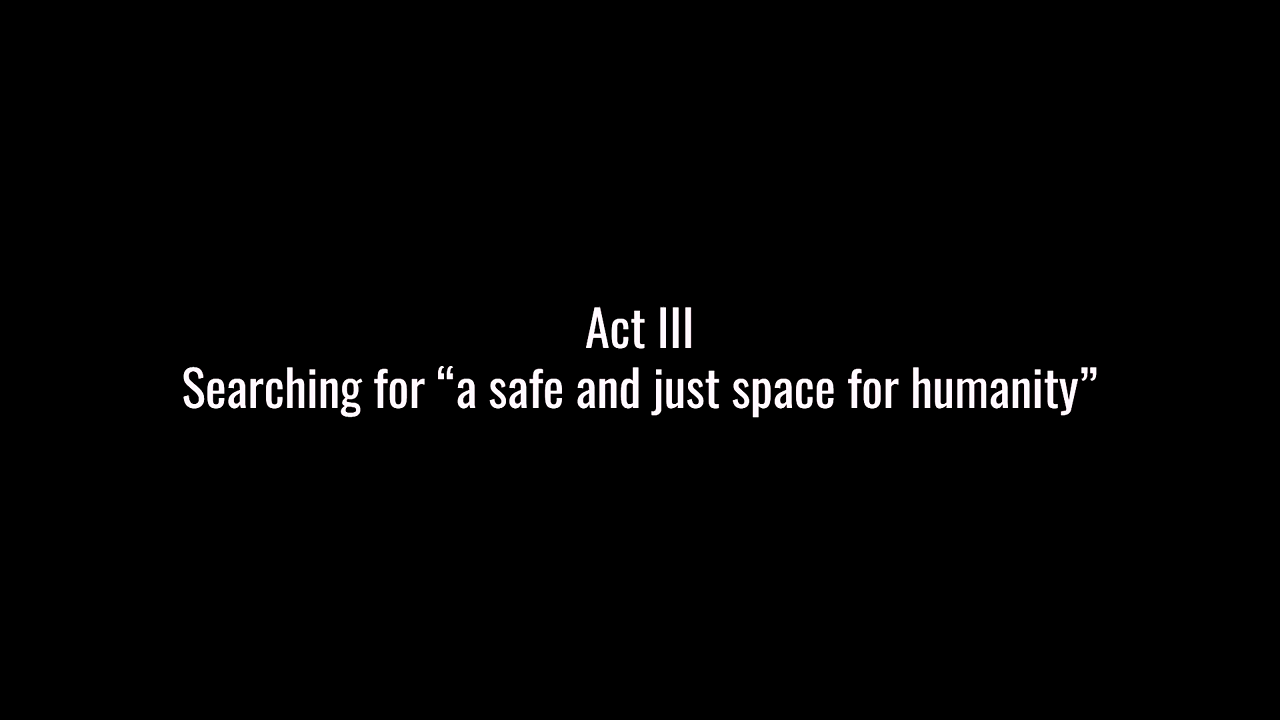 Act III
Searching for “a safe and just space for humanity”